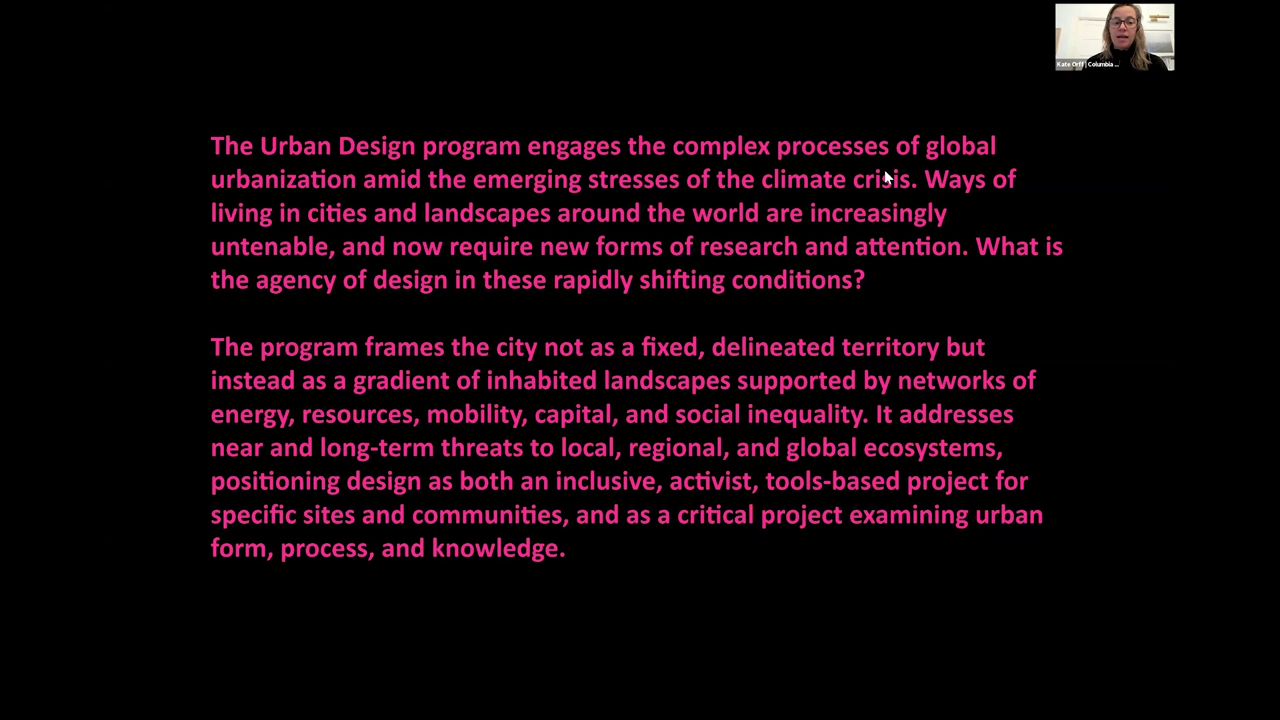 Kate Orff | Columbia ...
The Urban Design program engages the complex processes of global
urbanization amid the emerging stresses of the climate crisis. Ways of
living in cities and landscapes around the world are increasingly
untenable, and now require new forms of research and attention. What is
the agency of design in these rapidly shifting conditions?
The program frames the city not as a fixed, delineated territory but
instead as a gradient of inhabited landscapes supported by networks of
energy, resources, mobility, capital, and social inequality. It addresses
near and long-term threats to local, regional, and global ecosystems,
positioning design as both an inclusive, activist, tools-based project for
specific sites and communities, and as a critical project examining urban
form, process, and knowledge.